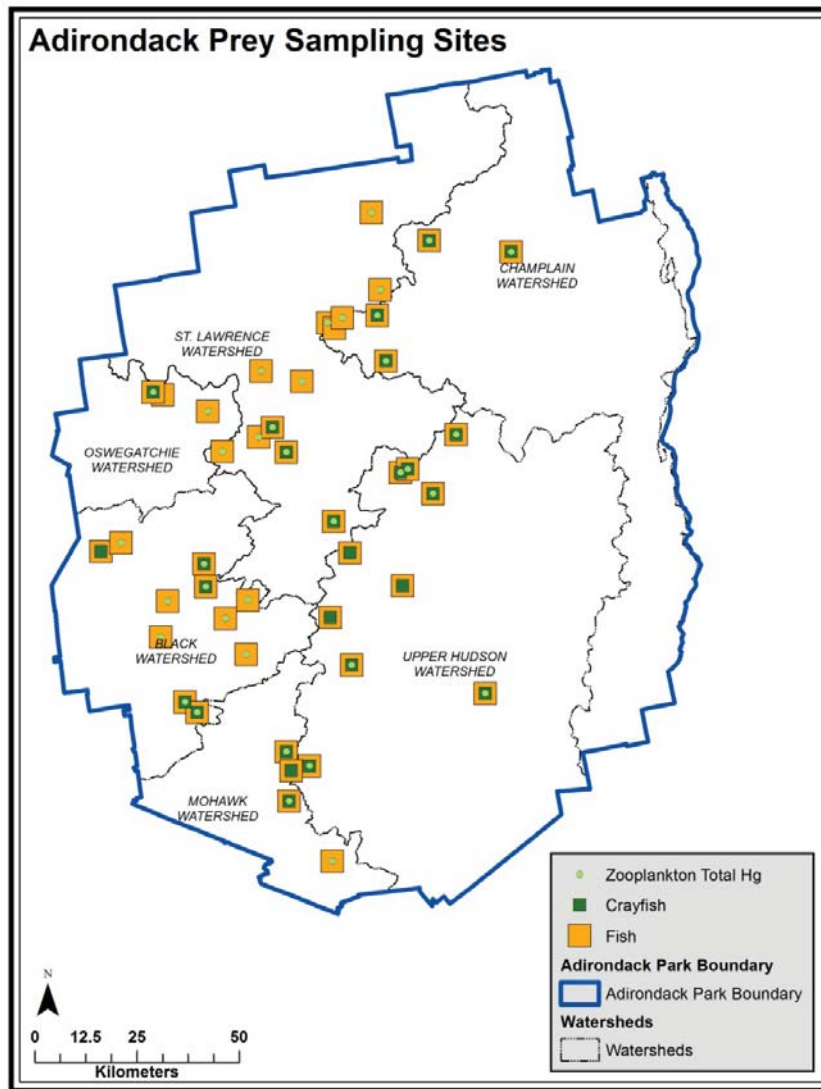 Adirondack Prey Sampling Sites
CHAMPLAIN
WATERSHED
ST. LAWRENCE
WATERSHED
OSWEGATCHIE
WATERSHED
BLACK
WATERSHED
UPPER HUDSON
WATERSHED
MOHAWK
WATERSHED
Zooplankton Total Hg
Crayfish
Fish
Adirondack Park Boundary
Adirondack Park Boundary
Watersheds
Watersheds
N
0 12.5 25 50
Kilometers